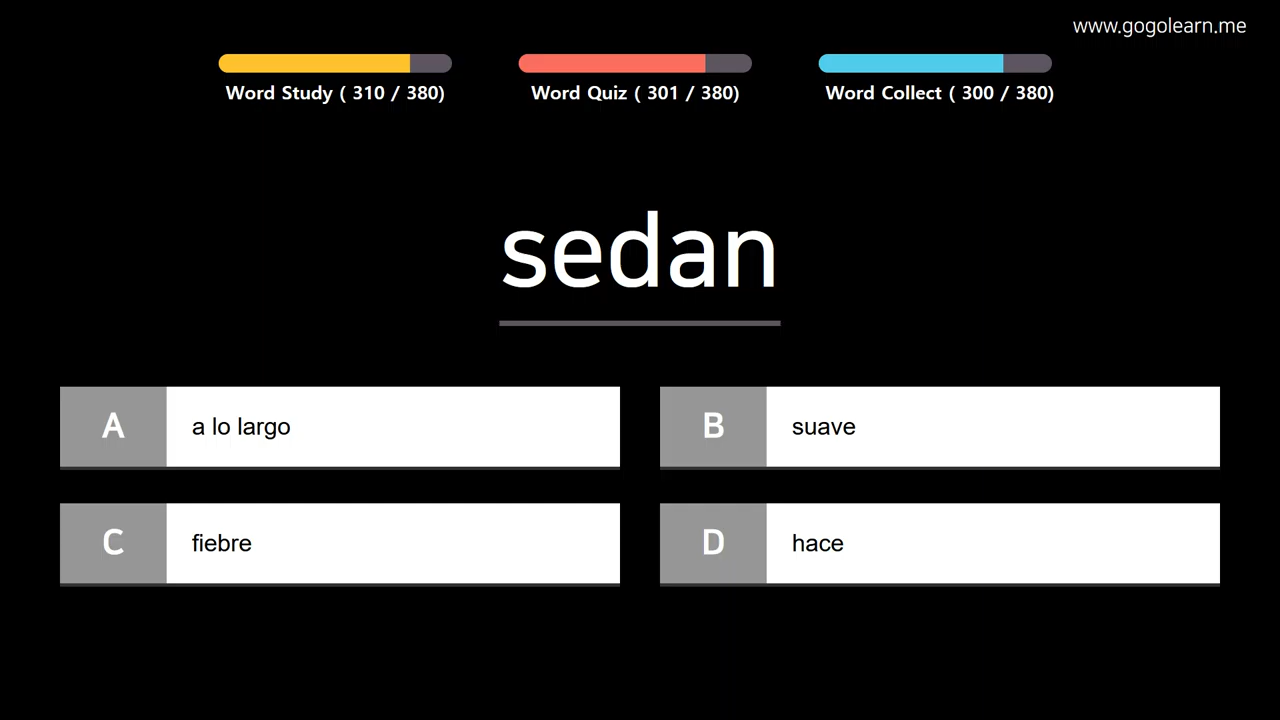 www.gogolearn.me
Word Study ( 310 / 380)
Word Quiz ( 301 / 380)
Word Collect ( 300 / 380)
sedan
A a lo largo
B suave
C fiebre
D hace